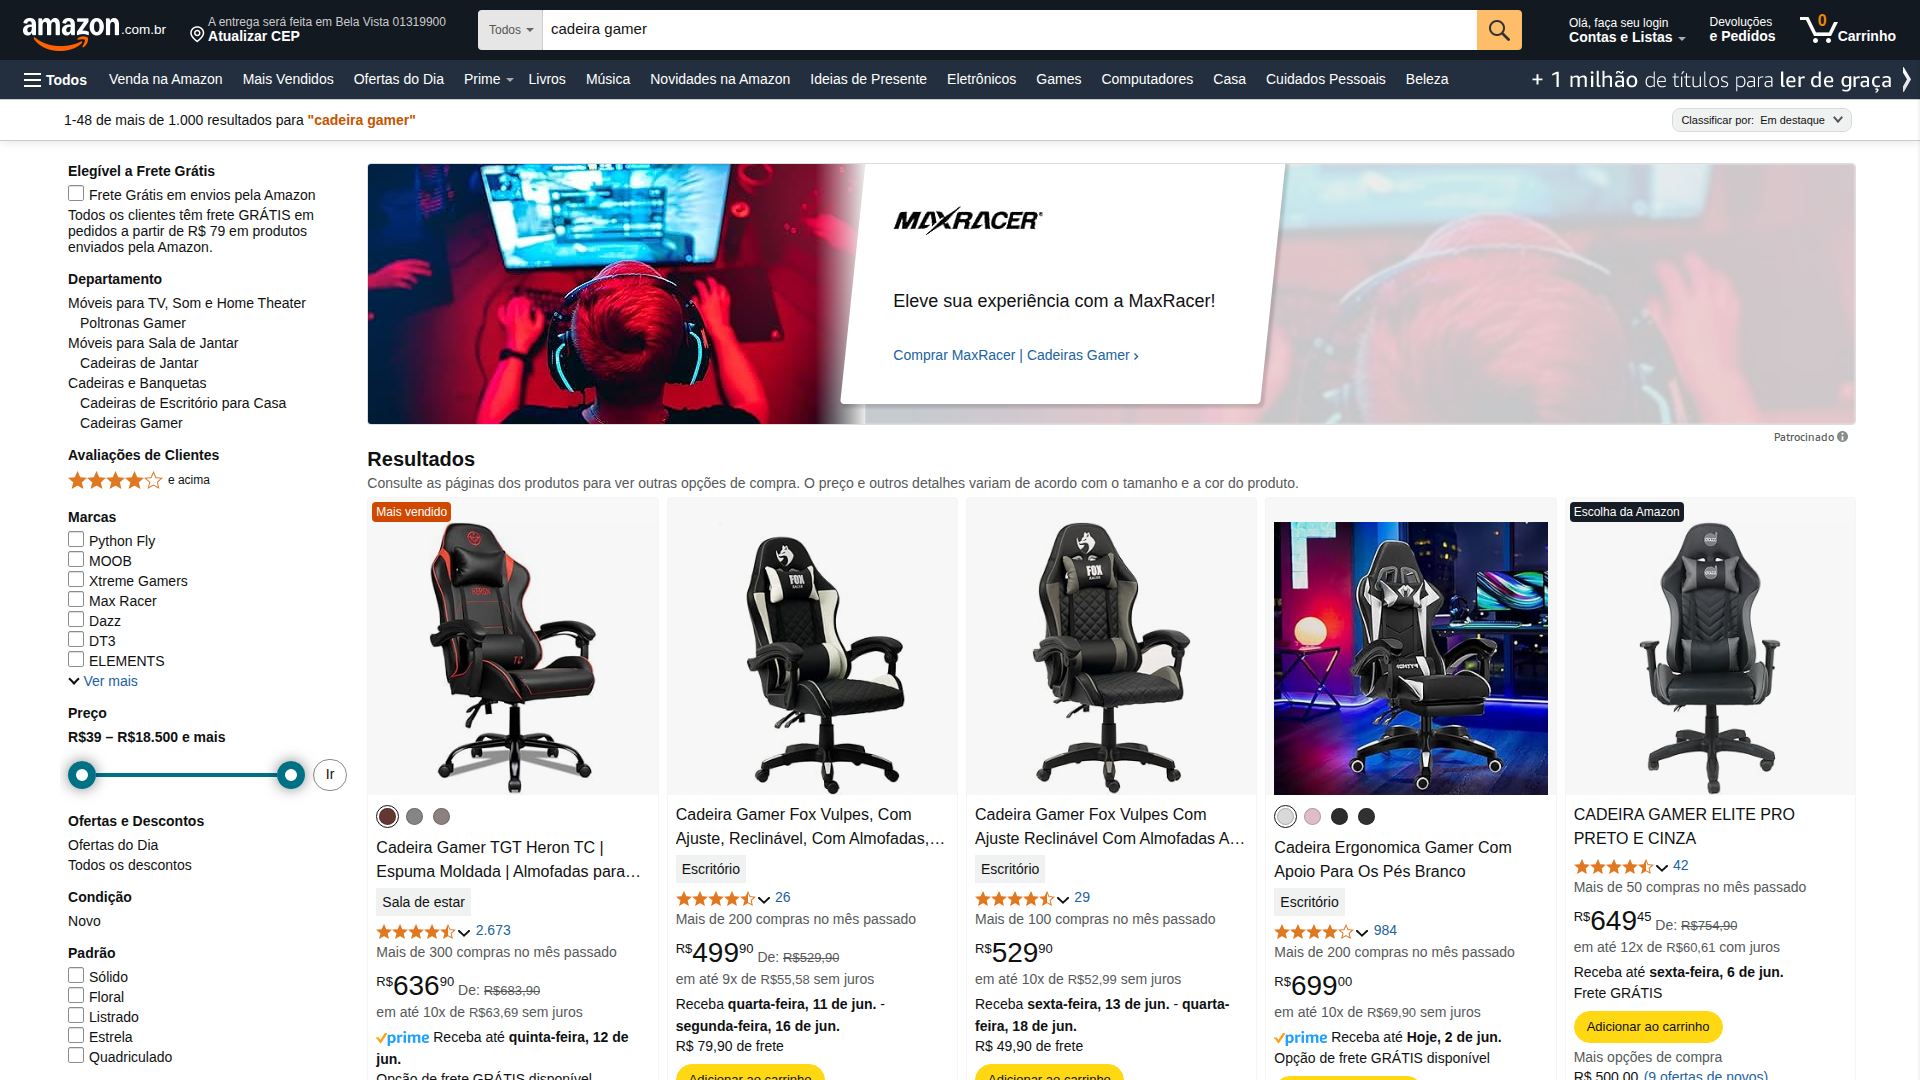 amazon.com.br
A entrega será feita em Bela Vista 01319900
Atualizar CEP
Todos
cadeira gamer
Olá, faça seu login
Contas e Listas
Devoluções
e Pedidos
0
Carrinho
Todos
Venda na Amazon
Mais Vendidos
Ofertas do Dia
Prime
Livros
Música
Novidades na Amazon
Ideias de Presente
Eletrônicos
Games
Computadores
Casa
Cuidados Pessoais
Beleza
+ 1 milhão de títulos para ler de graça
1-48 de mais de 1.000 resultados para "cadeira gamer"
Classificar por: Em destaque
Elegível a Frete Grátis
Frete Grátis em envios pela Amazon
Todos os clientes têm frete GRÁTIS em
pedidos a partir de R$ 79 em produtos
enviados pela Amazon.
Departamento
Móveis para TV, Som e Home Theater
Poltronas Gamer
Móveis para Sala de Jantar
Cadeiras de Jantar
Cadeiras e Banquetas
Cadeiras de Escritório para Casa
Cadeiras Gamer
Avaliações de Clientes
e acima
Marcas
Python Fly
MOOB
Xtreme Gamers
Max Racer
Dazz
DT3
ELEMENTS
Ver mais
Preço
R$39 – R$18.500 e mais
Ir
Ofertas e Descontos
Ofertas do Dia
Todos os descontos
Condição
Novo
Padrão
Sólido
Floral
Listrado
Estrela
Quadriculado
MAXRACER
Eleve sua experiência com a MaxRacer!
Comprar MaxRacer | Cadeiras Gamer ›
Patrocinado
Resultados
Consulte as páginas dos produtos para ver outras opções de compra. O preço e outros detalhes variam de acordo com o tamanho e a cor do produto.
Mais vendido
HERON
TC
Cadeira Gamer TGT Heron TC |
Espuma Moldada | Almofadas para…
Sala de estar
2.673
Mais de 300 compras no mês passado
R$63690 De: R$683,90
em até 10x de R$63,69 sem juros
prime Receba até quinta-feira, 12 de
jun.
Opção de frete GRÁTIS disponível
FOX
RACER
Cadeira Gamer Fox Vulpes, Com
Ajuste, Reclinável, Com Almofadas,…
Escritório
26
Mais de 200 compras no mês passado
R$49990 De: R$529,90
em até 9x de R$55,58 sem juros
Receba quarta-feira, 11 de jun. -
segunda-feira, 16 de jun.
R$ 79,90 de frete
Adicionar ao carrinho
FOX
RACER
Cadeira Gamer Fox Vulpes Com
Ajuste Reclinável Com Almofadas A…
Escritório
29
Mais de 100 compras no mês passado
R$52990
em até 10x de R$52,99 sem juros
Receba sexta-feira, 13 de jun. - quarta-
feira, 18 de jun.
R$ 49,90 de frete
Adicionar ao carrinho
Cadeira Ergonomica Gamer Com
Apoio Para Os Pés Branco
Escritório
984
Mais de 200 compras no mês passado
R$69900
em até 10x de R$69,90 sem juros
prime Receba até Hoje, 2 de jun.
Opção de frete GRÁTIS disponível
Escolha da Amazon
dazz
dazz
CADEIRA GAMER ELITE PRO
PRETO E CINZA
42
Mais de 50 compras no mês passado
R$64945 De: R$754,90
em até 12x de R$60,61 com juros
Receba até sexta-feira, 6 de jun.
Frete GRÁTIS
Adicionar ao carrinho
Mais opções de compra
R$ 500,00 (9 ofertas de novos)